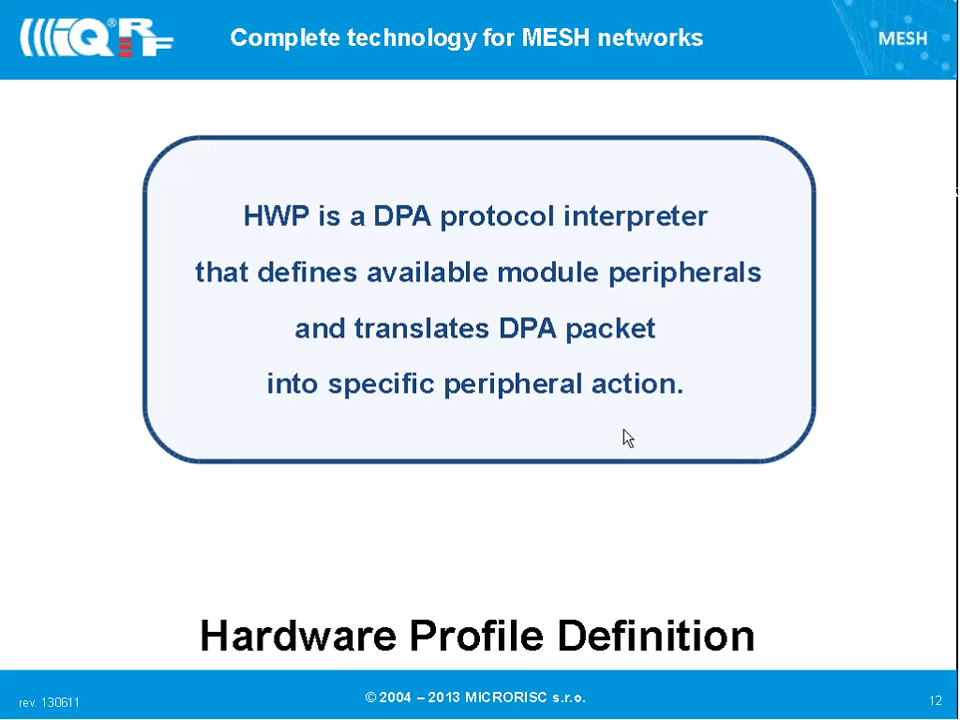 IQRF®
Complete technology for MESH networks
MESH
HWP is a DPA protocol interpreter
that defines available module peripherals
and translates DPA packet
into specific peripheral action.
Hardware Profile Definition
rev. 130611
© 2004 – 2013 MICRORISC s.r.o.
12